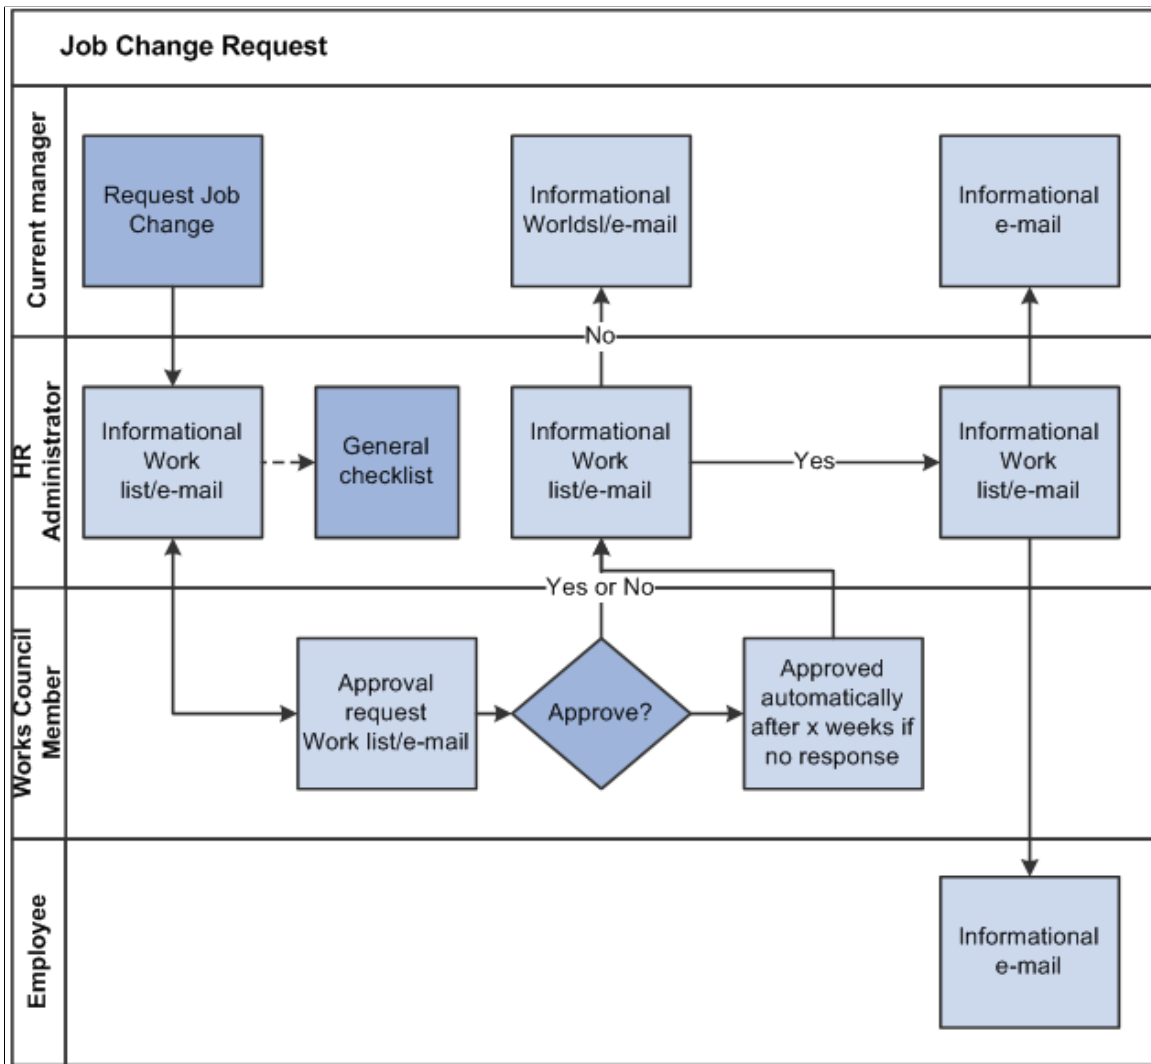 Job Change Request
Current manager
Request Job
Change
Informational
Worldsl/e-mail
Informational
e-mail
No
HR
Administrator
Informational
Work
list/e-mail
General
checklist
Informational
Work
list/e-mail
Yes
Informational
Work
list/e-mail
Yes or No
Works Council
Member
Approval
request
Work list/e-mail
Approve?
Approved
automatically
after x weeks if
no response
Employee
Informational
e-mail